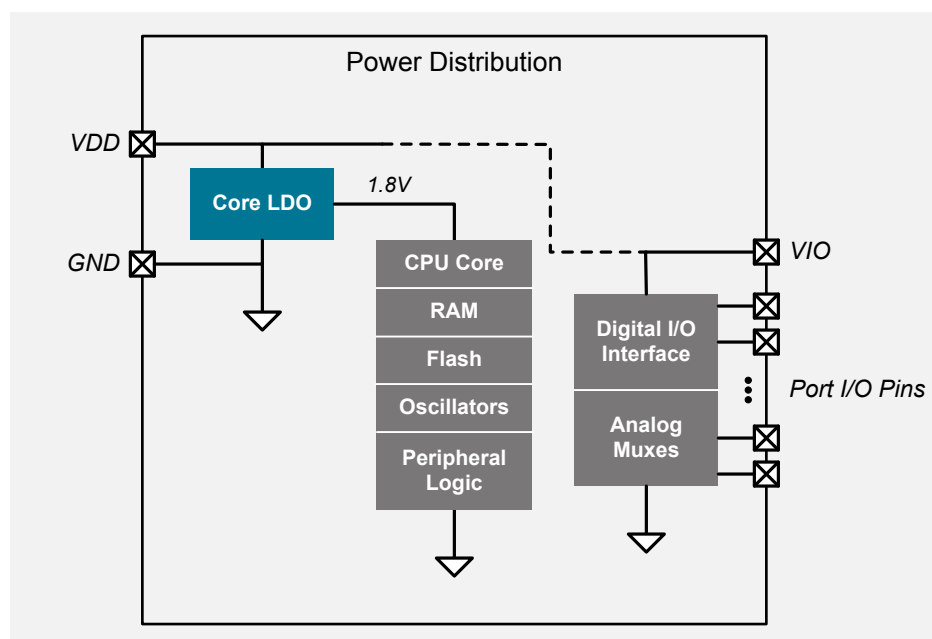 Power Distribution
VDD
Core LDO
1.8V
GND
VIO
CPU Core
RAM
Flash
Oscillators
Peripheral
Logic
Digital I/O
Interface
Analog
Muxes
Port I/O Pins